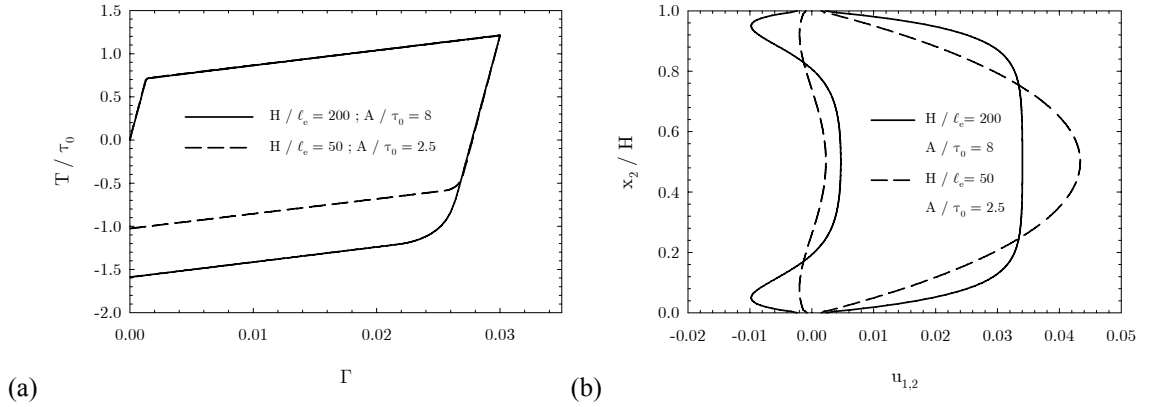 1.5
1.0
0.5
0.0
-0.5
-1.0
-1.5
-2.0
T / τ₀
0.00
0.01
0.02
0.03
Γ
H / ℓₑ = 200 ; A / τ₀ = 8
H / ℓₑ = 50 ; A / τ₀ = 2.5
(a)
1.0
0.8
0.6
0.4
0.2
0.0
x₂ / H
-0.02
-0.01
0.00
0.01
0.02
0.03
0.04
0.05
u₁,₂
H / ℓₑ= 200
A / τ₀ = 8
H / ℓₑ= 50
A / τ₀ = 2.5
(b)